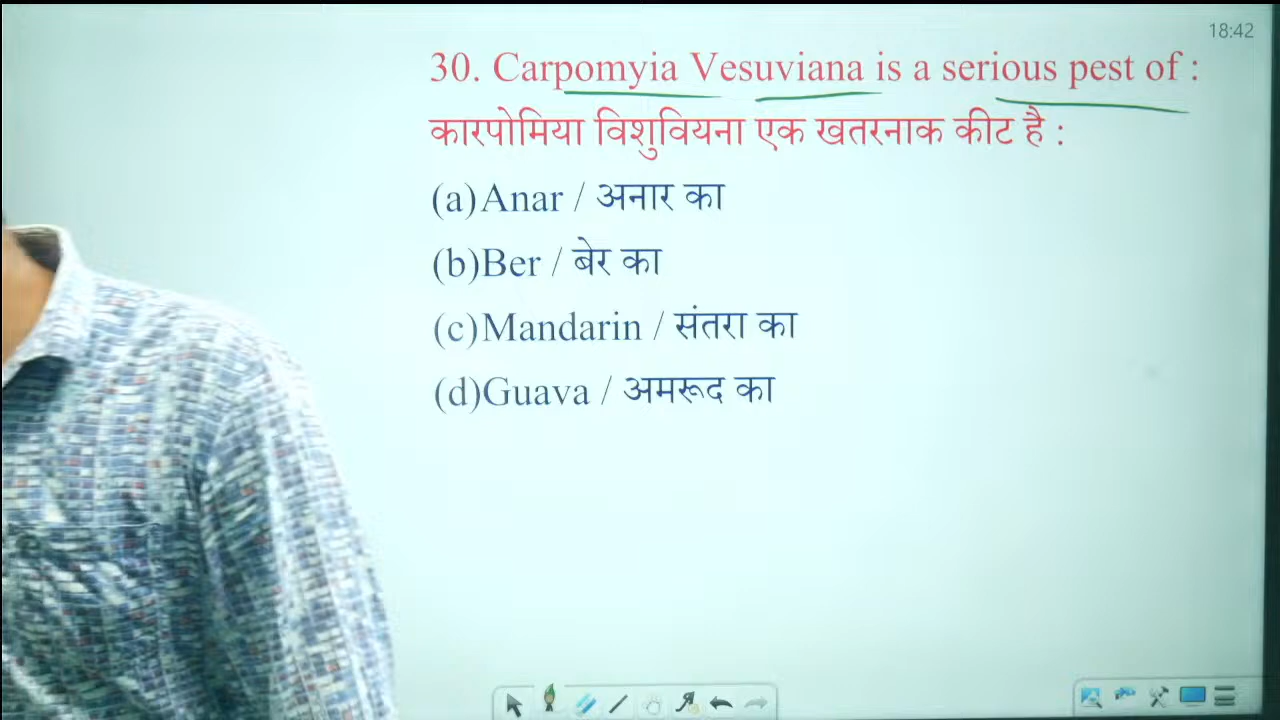 18:42
30. Carpomyia Vesuviana is a serious pest of :
कारपोमिया विशुवियना एक खतरनाक कीट है :
(a)Anar / अनार का
(b)Ber / बेर का
(c)Mandarin / संतरा का
(d)Guava / अमरूद का